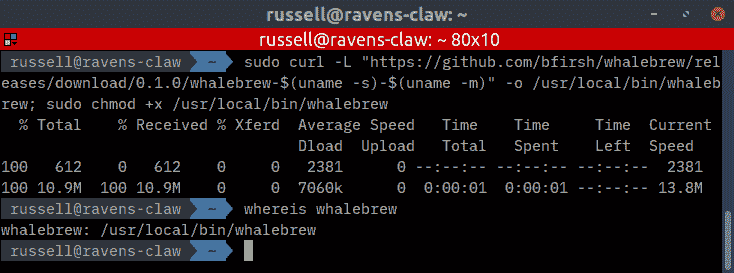 russell@ravens-claw: ~
russell@ravens-claw: ~ 80x10
russell@ravens-claw ~ sudo curl -L "https://github.com/bfirsh/whalebrew/rel
eases/download/0.1.0/whalebrew-$(uname -s)-$(uname -m)" -o /usr/local/bin/whaleb
rew; sudo chmod +x /usr/local/bin/whalebrew
% Total % Received % Xferd Average Speed Time Time Time Current
Dload Upload Total Spent Left Speed
100 612 0 612 0 0 2381 0 --:--:-- --:--:-- --:--:-- 2381
100 10.9M 100 10.9M 0 0 7060k 0 0:00:01 0:00:01 --:--:-- 13.8M
russell@ravens-claw ~ whereis whalebrew
whalebrew: /usr/local/bin/whalebrew
russell@ravens-claw ~